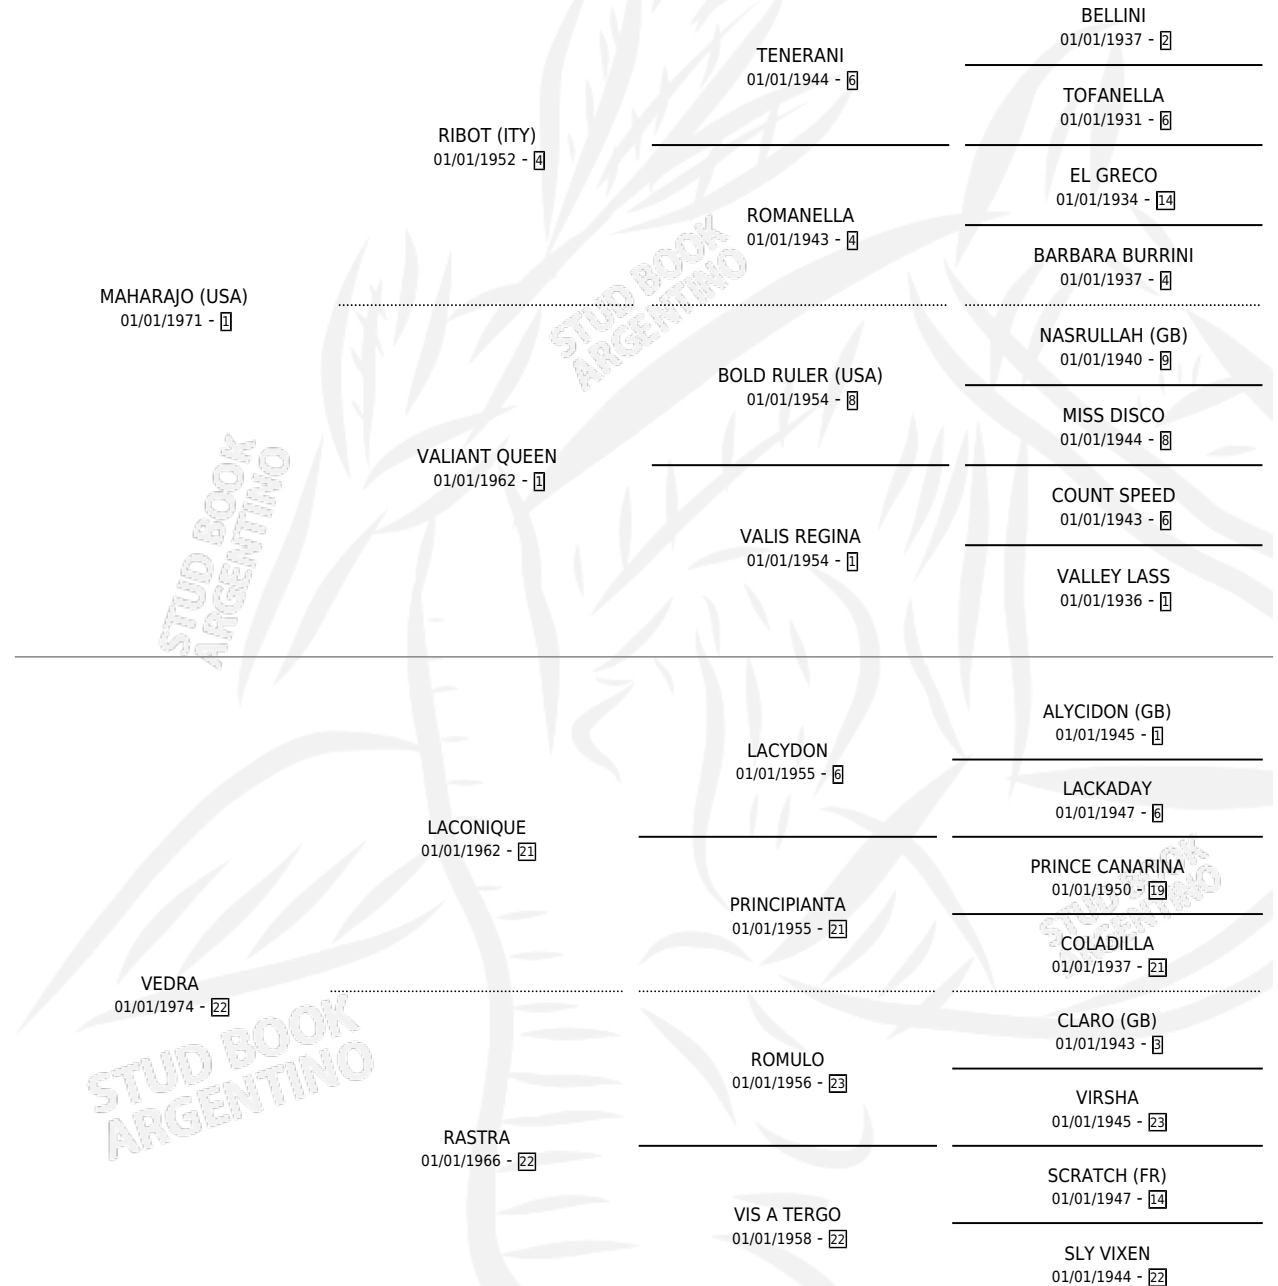 BELLINI
01/01/1937 - 2
TENERANI
01/01/1944 - 6
TOFANELLA
01/01/1931 - 6
RIBOT (ITY)
01/01/1952 - 4
EL GRECO
01/01/1934 - 14
ROMANELLA
01/01/1943 - 4
BARBARA BURRINI
01/01/1937 - 4
MAHARAJO (USA)
01/01/1971 - 1
NASRULLAH (GB)
01/01/1940 - 9
BOLD RULER (USA)
01/01/1954 - 8
MISS DISCO
01/01/1944 - 8
VALIANT QUEEN
01/01/1962 - 1
COUNT SPEED
01/01/1943 - 6
VALIS REGINA
01/01/1954 - 1
VALLEY LASS
01/01/1936 - 1
STUD BOOK
ARGENTINO
STUD BOOK
ARGENTINO
ALYCIDON (GB)
01/01/1945 - 1
LACYDON
01/01/1955 - 6
LACKADAY
01/01/1947 - 6
LACONIQUE
01/01/1962 - 21
PRINCE CANARINA
01/01/1950 - 19
PRINCIPIANTA
01/01/1955 - 21
COLADILLA
01/01/1937 - 21
VEDRA
01/01/1974 - 22
CLARO (GB)
01/01/1943 - 3
ROMULO
01/01/1956 - 23
VIRSHA
01/01/1945 - 23
RASTRA
01/01/1966 - 22
SCRATCH (FR)
01/01/1947 - 14
VIS A TERGO
01/01/1958 - 22
SLY VIXEN
01/01/1944 - 22
STUD BOOK
ARGENTINO
STUD BOOK
ARGENTINO